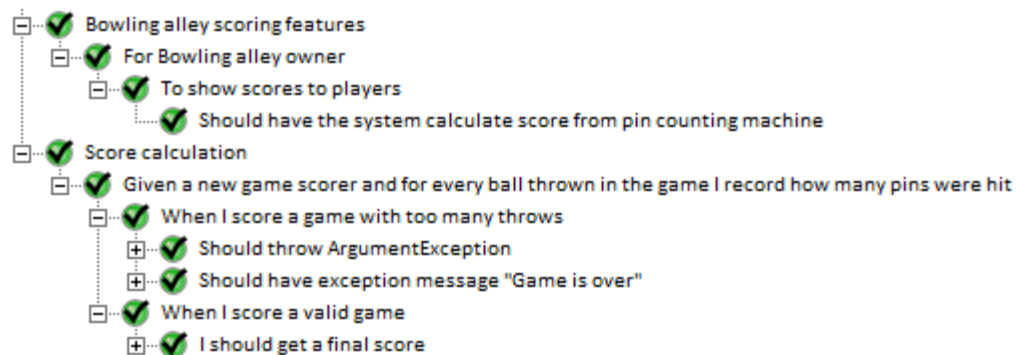 Bowling alley scoring features
For Bowling alley owner
To show scores to players
Should have the system calculate score from pin counting machine
Score calculation
Given a new game scorer and for every ball thrown in the game I record how many pins were hit
When I score a game with too many throws
Should throw ArgumentException
Should have exception message "Game is over"
When I score a valid game
I should get a final score